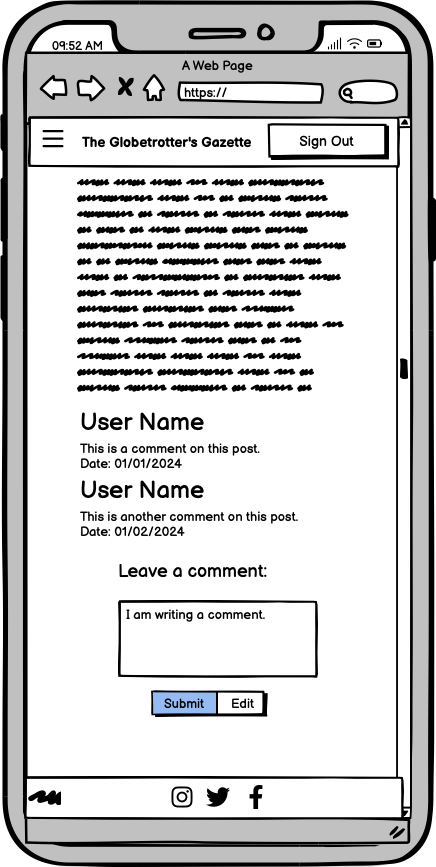 09:52 AM
A Web Page
https://
The Globetrotter's Gazette
Sign Out
User Name
This is a comment on this post.
Date: 01/01/2024
User Name
This is another comment on this post.
Date: 01/02/2024
Leave a comment:
I am writing a comment.
Submit
Edit